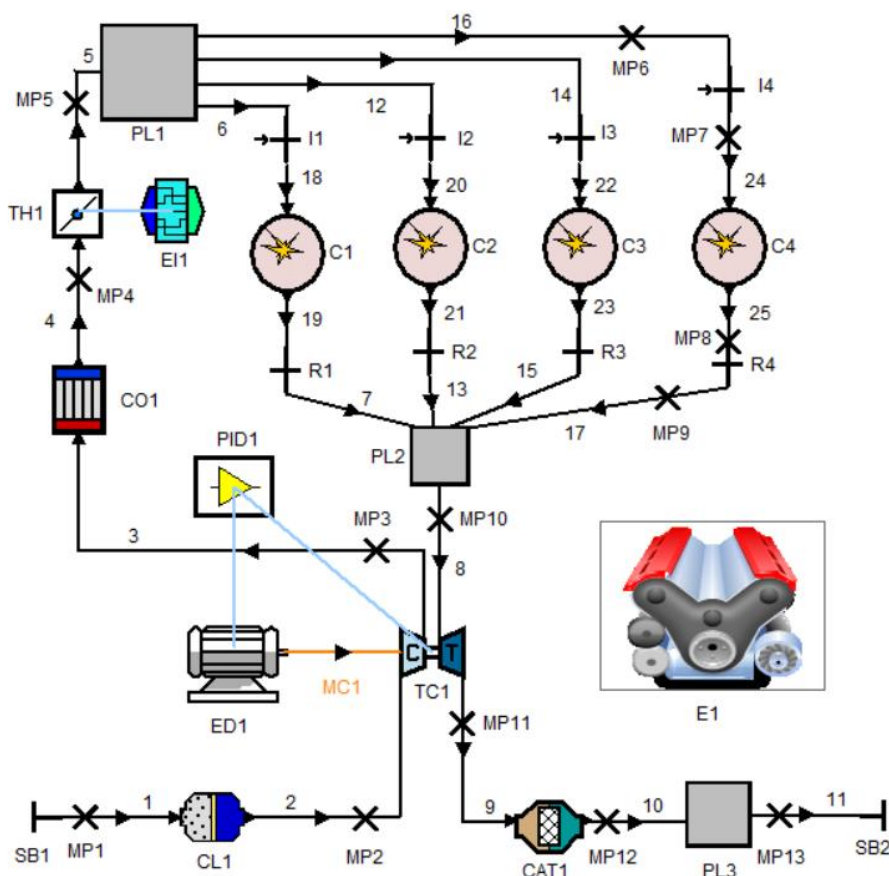 16
5
MP6
MP5
PL1
6
12
14
I4
I1
I2
I3
MP7
18
20
22
24
TH1
EI1
C1
C2
C3
C4
MP4
19
21
23
25
4
MP8
R1
R2
R3
R4
CO1
7
13
15
17
MP9
PID1
PL2
3
MP3
MP10
8
C
T
MC1
TC1
ED1
E1
MP11
1
2
9
10
11
SB1
MP1
CL1
MP2
CAT1
MP12
PL3
MP13
SB2